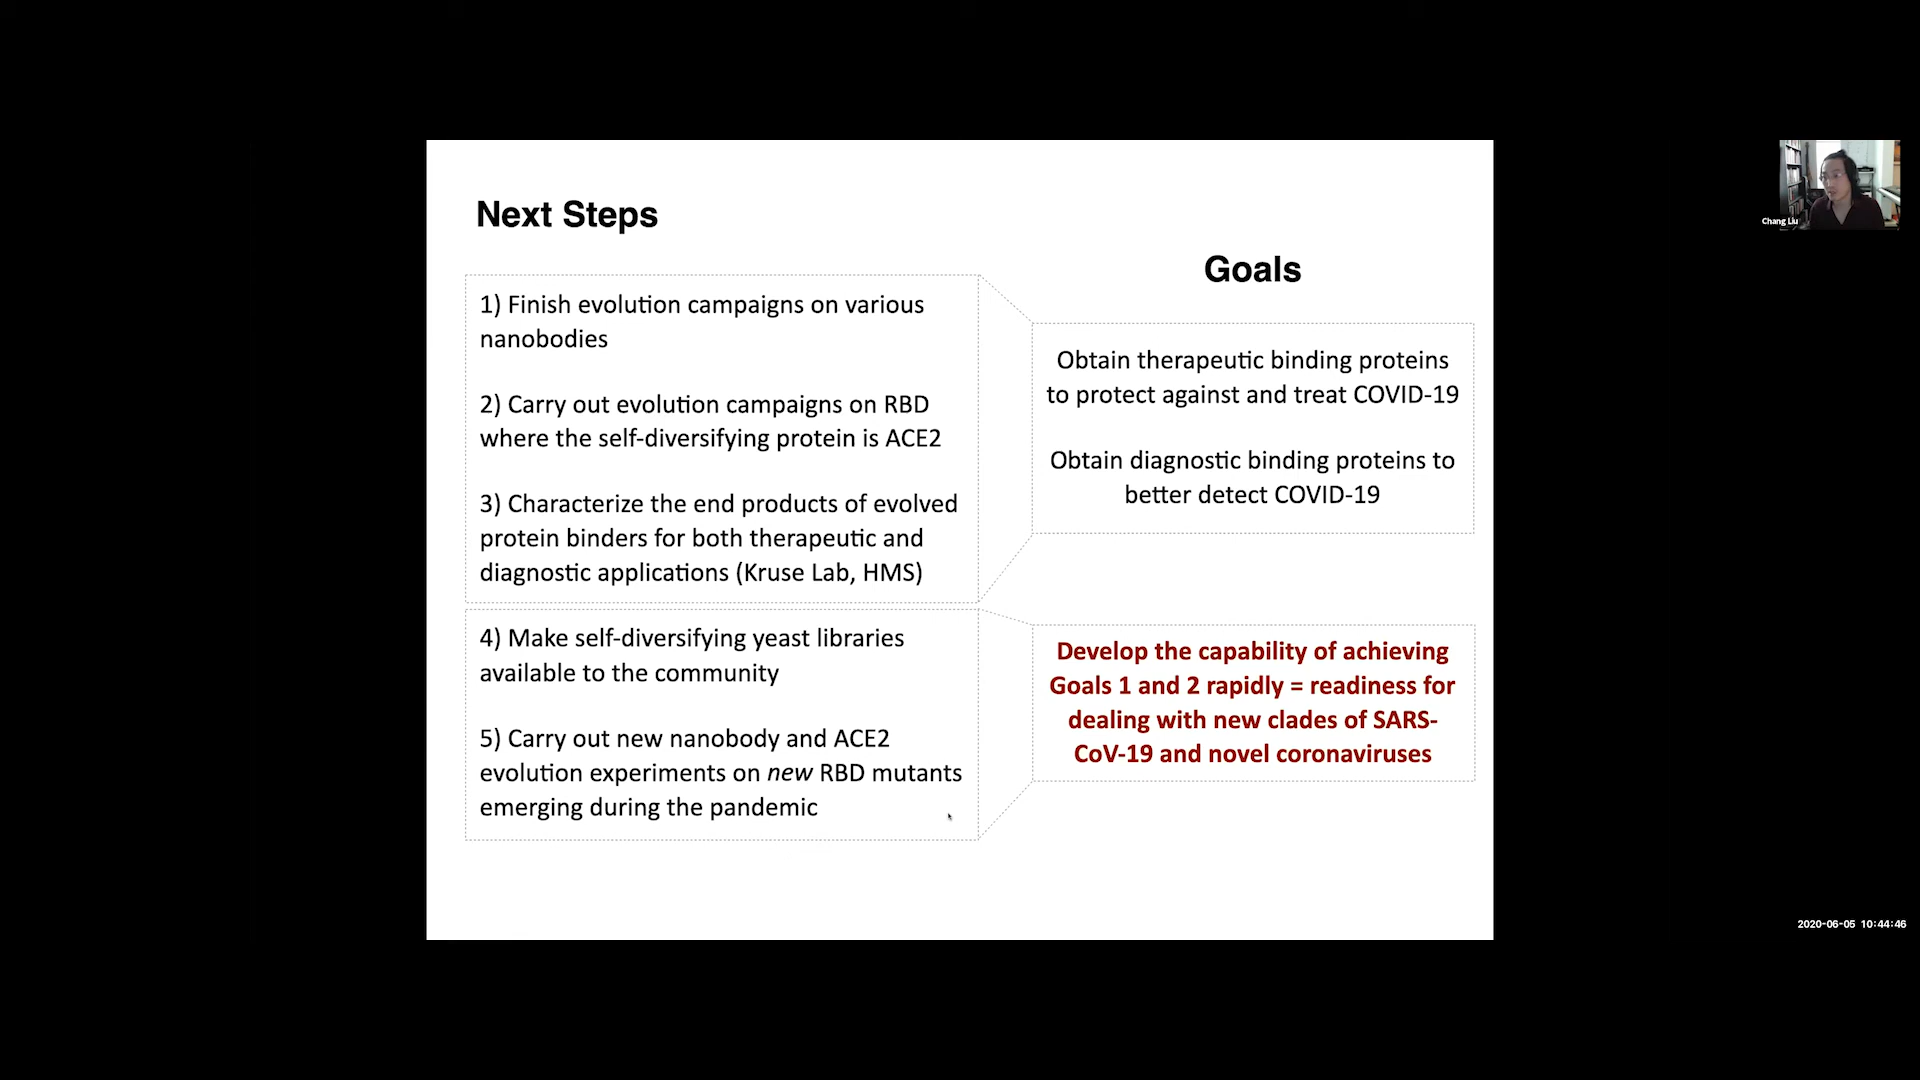 Next Steps
1) Finish evolution campaigns on various
nanobodies
2) Carry out evolution campaigns on RBD
where the self-diversifying protein is ACE2
3) Characterize the end products of evolved
protein binders for both therapeutic and
diagnostic applications (Kruse Lab, HMS)
4) Make self-diversifying yeast libraries
available to the community
5) Carry out new nanobody and ACE2
evolution experiments on new RBD mutants
emerging during the pandemic
Goals
Obtain therapeutic binding proteins
to protect against and treat COVID-19
Obtain diagnostic binding proteins to
better detect COVID-19
Develop the capability of achieving
Goals 1 and 2 rapidly = readiness for
dealing with new clades of SARS-
CoV-19 and novel coronaviruses
Chang Liu
2020-06-05 10:44:46